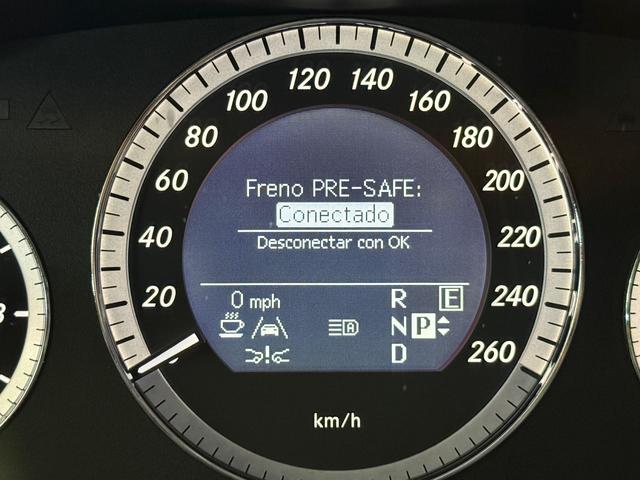 120 140
100 160
80 180
60 200
40 220
20 240
260
Freno PRE-SAFE:
Conectado
Desconectar con OK
0 mph
R E
N P
D
A
km/h